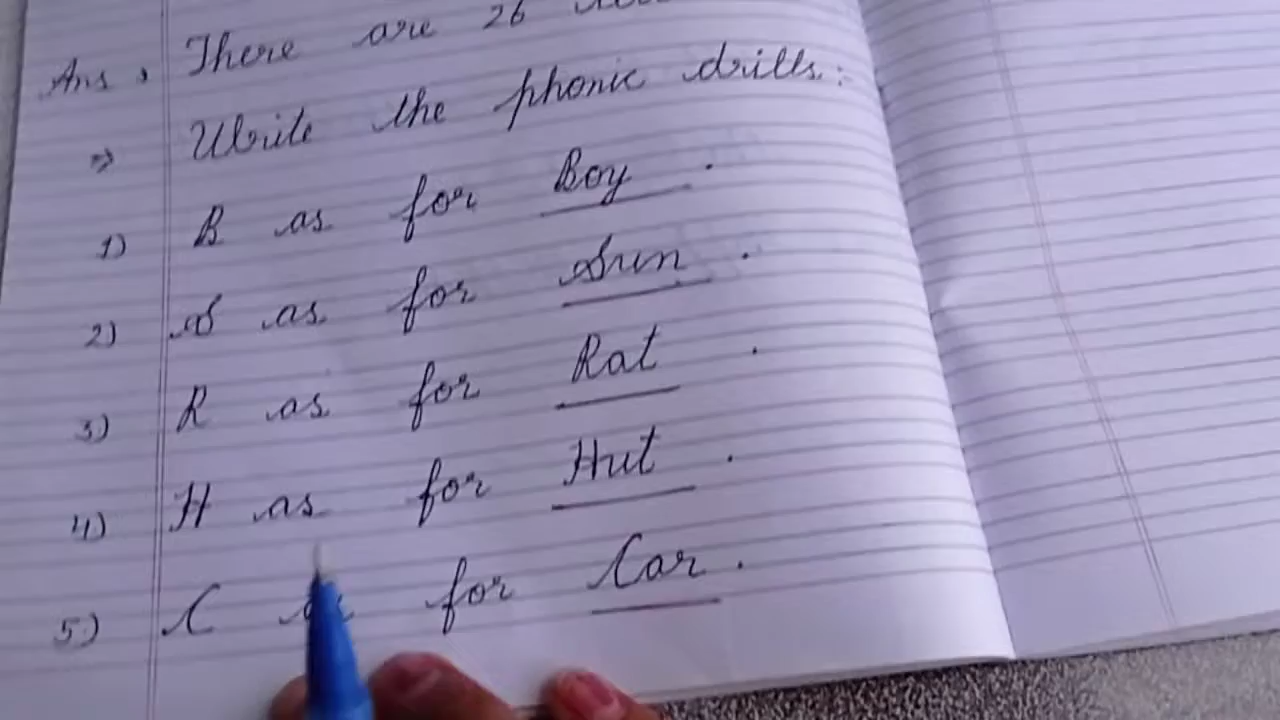 Ans, There are 26
=> Write the phonic drills:
1) B as for Boy.
2) S as for Sun.
3) R as for Rat.
4) H as for Hut.
5) C for Car.